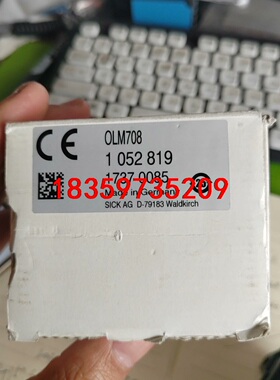 CE
OLM708
1 052 819
18359735209
1737 0085
Made in Germany
SICK AG D-79183 Waldkirch